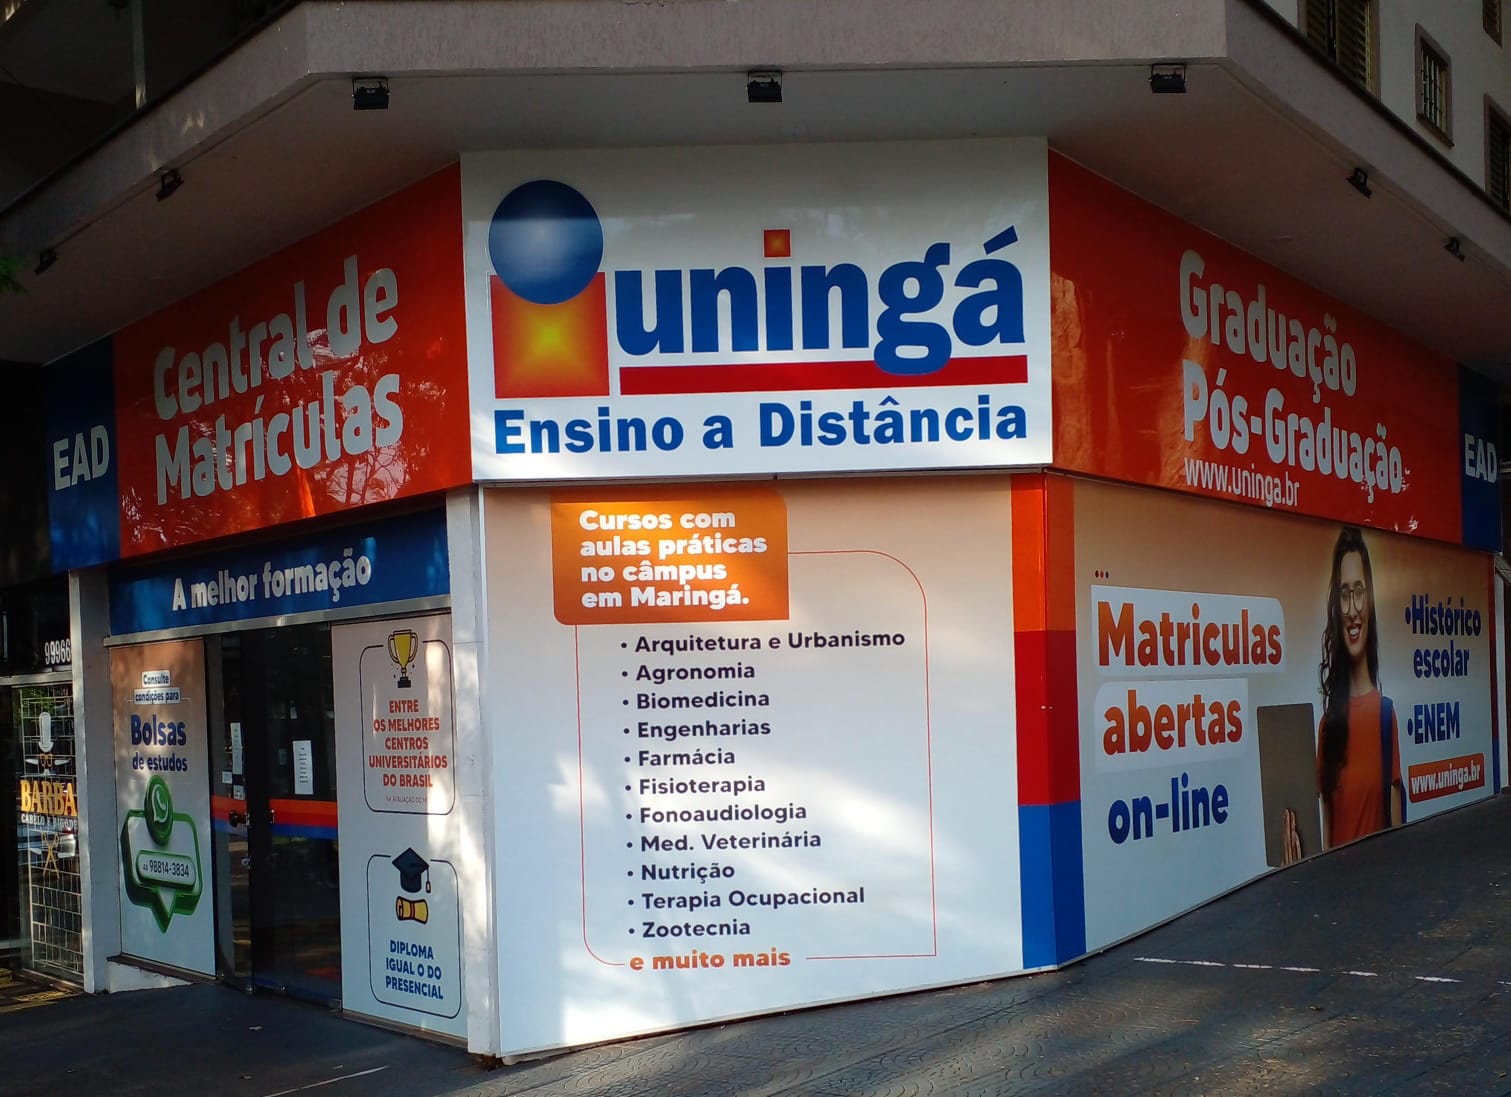 EAD
Central de
Matrículas
uningá
Ensino a Distância
Graduação
Pós-Graduação
www.uninga.br
EAD
A melhor formação
Consulte
condições para
Bolsas
de estudos
44 98814-3834
ENTRE
OS MELHORES
CENTROS
UNIVERSITÁRIOS
DO BRASIL
DIPLOMA
IGUAL O DO
PRESENCIAL
Cursos com
aulas práticas
no câmpus
em Maringá.
• Arquitetura e Urbanismo
• Agronomia
• Biomedicina
• Engenharias
• Farmácia
• Fisioterapia
• Fonoaudiologia
• Med. Veterinária
• Nutrição
• Terapia Ocupacional
• Zootecnia
e muito mais
Matriculas
abertas
on-line
•Histórico
escolar
•ENEM
www.uninga.br
BARBA